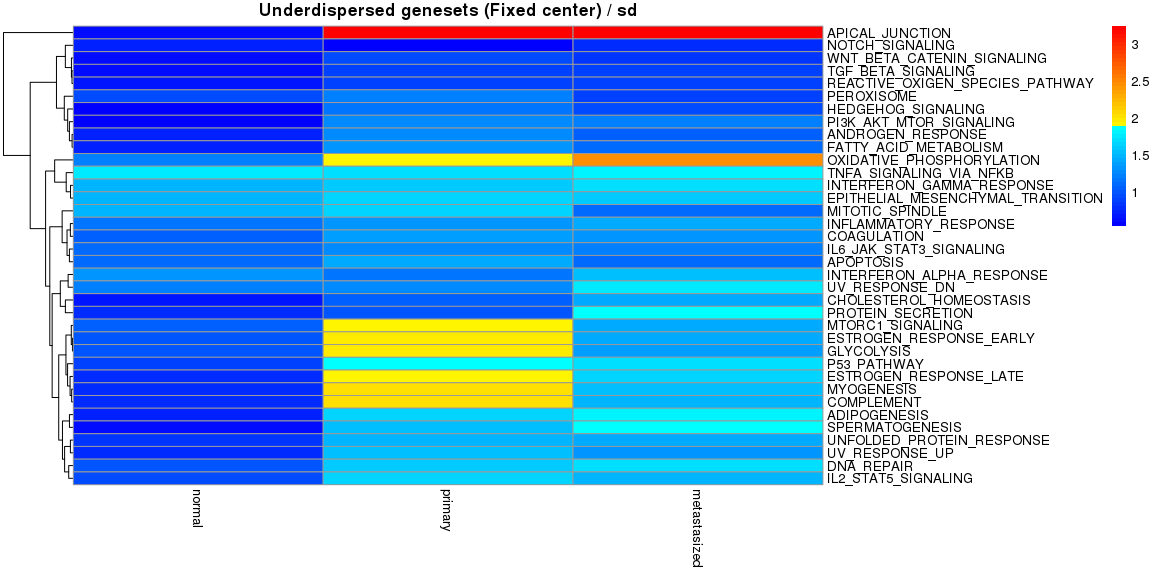 Underdispersed genesets (Fixed center) / sd
APICAL_JUNCTION
NOTCH_SIGNALING
WNT_BETA_CATENIN_SIGNALING
TGF_BETA_SIGNALING
REACTIVE_OXIGEN_SPECIES_PATHWAY
PEROXISOME
HEDGEHOG_SIGNALING
PI3K_AKT_MTOR_SIGNALING
ANDROGEN_RESPONSE
FATTY_ACID_METABOLISM
OXIDATIVE_PHOSPHORYLATION
TNFA_SIGNALING_VIA_NFKB
INTERFERON_GAMMA_RESPONSE
EPITHELIAL_MESENCHYMAL_TRANSITION
MITOTIC_SPINDLE
INFLAMMATORY_RESPONSE
COAGULATION
IL6_JAK_STAT3_SIGNALING
APOPTOSIS
INTERFERON_ALPHA_RESPONSE
UV_RESPONSE_DN
CHOLESTEROL_HOMEOSTASIS
PROTEIN_SECRETION
MTORC1_SIGNALING
ESTROGEN_RESPONSE_EARLY
GLYCOLYSIS
P53_PATHWAY
ESTROGEN_RESPONSE_LATE
MYOGENESIS
COMPLEMENT
ADIPOGENESIS
SPERMATOGENESIS
UNFOLDED_PROTEIN_RESPONSE
UV_RESPONSE_UP
DNA_REPAIR
IL2_STAT5_SIGNALING
3
2.5
2
1.5
1
normal
primary
metastasized